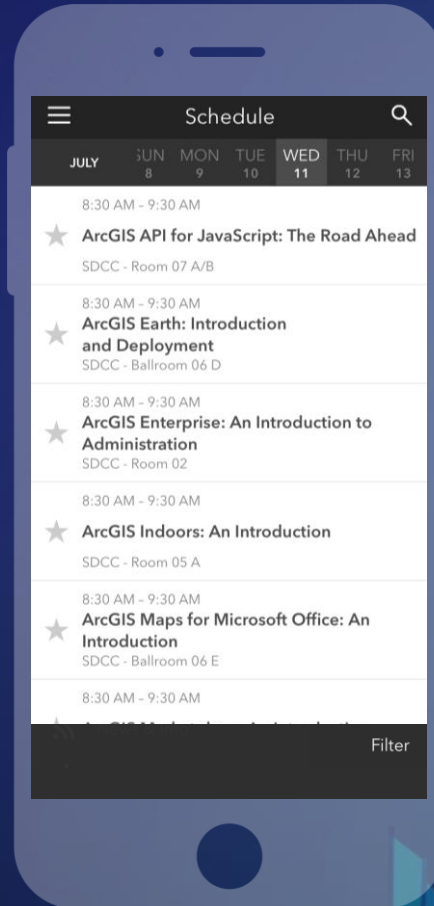 Schedule
JULY
SUN MON TUE WED THU FRI
8 9 10 11 12 13
8:30 AM – 9:30 AM
ArcGIS API for JavaScript: The Road Ahead
SDCC - Room 07 A/B
8:30 AM – 9:30 AM
ArcGIS Earth: Introduction
and Deployment
SDCC - Ballroom 06 D
8:30 AM – 9:30 AM
ArcGIS Enterprise: An Introduction to
Administration
SDCC - Room 02
8:30 AM – 9:30 AM
ArcGIS Indoors: An Introduction
SDCC - Room 05 A
8:30 AM – 9:30 AM
ArcGIS Maps for Microsoft Office: An
Introduction
SDCC - Ballroom 06 E
8:30 AM – 9:30 AM
Filter